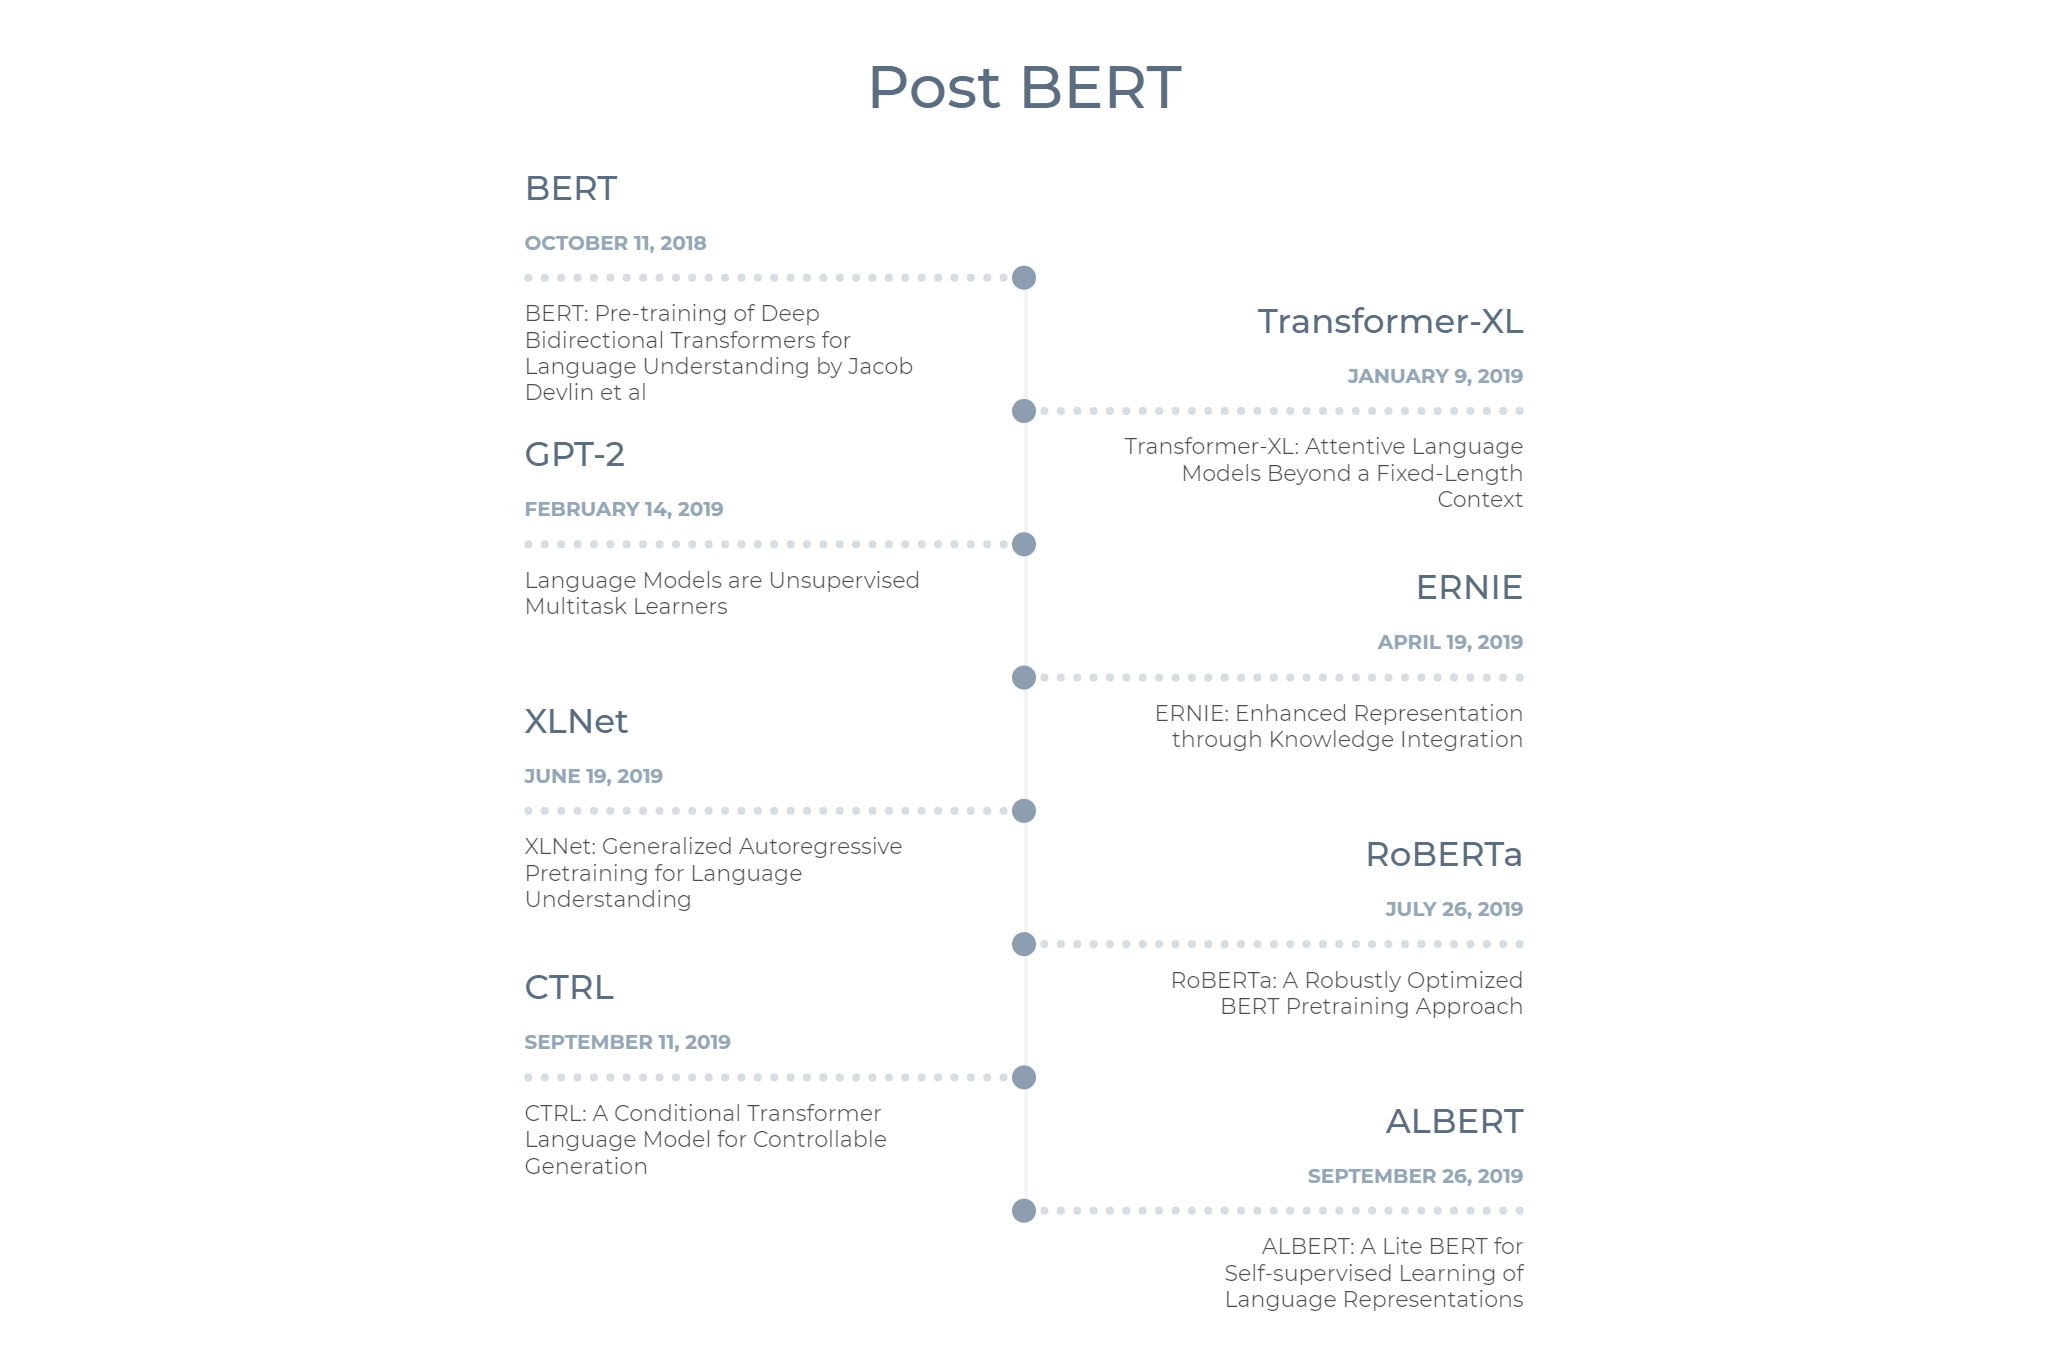 Post BERT
BERT
OCTOBER 11, 2018
BERT: Pre-training of Deep
Bidirectional Transformers for
Language Understanding by Jacob
Devlin et al
Transformer-XL
JANUARY 9, 2019
Transformer-XL: Attentive Language
Models Beyond a Fixed-Length
Context
GPT-2
FEBRUARY 14, 2019
Language Models are Unsupervised
Multitask Learners
ERNIE
APRIL 19, 2019
ERNIE: Enhanced Representation
through Knowledge Integration
XLNet
JUNE 19, 2019
XLNet: Generalized Autoregressive
Pretraining for Language
Understanding
RoBERTa
JULY 26, 2019
RoBERTa: A Robustly Optimized
BERT Pretraining Approach
CTRL
SEPTEMBER 11, 2019
CTRL: A Conditional Transformer
Language Model for Controllable
Generation
ALBERT
SEPTEMBER 26, 2019
ALBERT: A Lite BERT for
Self-supervised Learning of
Language Representations